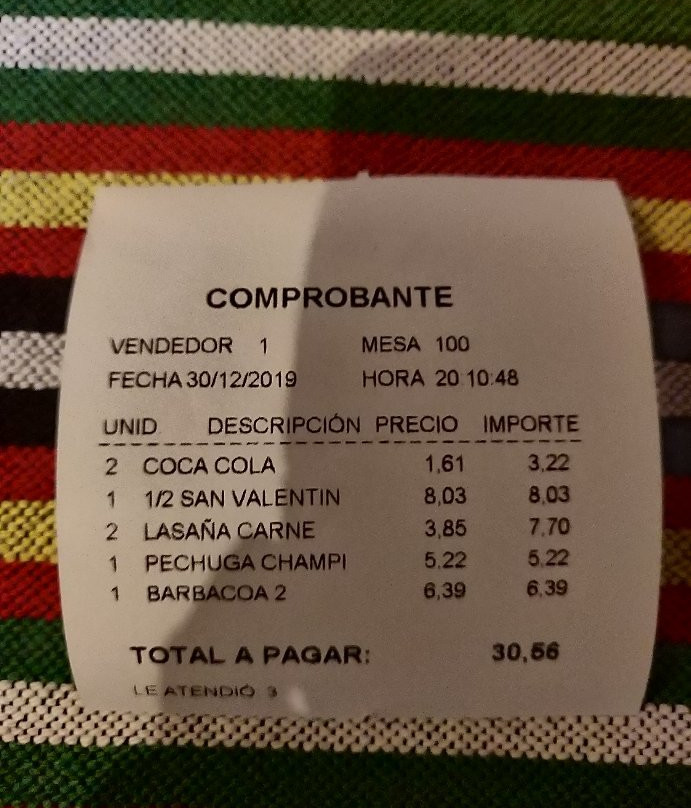 COMPROBANTE
VENDEDOR 1 MESA 100
FECHA 30/12/2019 HORA 20 10:48
UNID DESCRIPCIÓN PRECIO IMPORTE
2 COCA COLA 1,61 3,22
1 1/2 SAN VALENTIN 8,03 8,03
2 LASAÑA CARNE 3,85 7,70
1 PECHUGA CHAMPI 5,22 5,22
1 BARBACOA 2 6,39 6,39
TOTAL A PAGAR: 30,56
LE ATENDIÓ 3